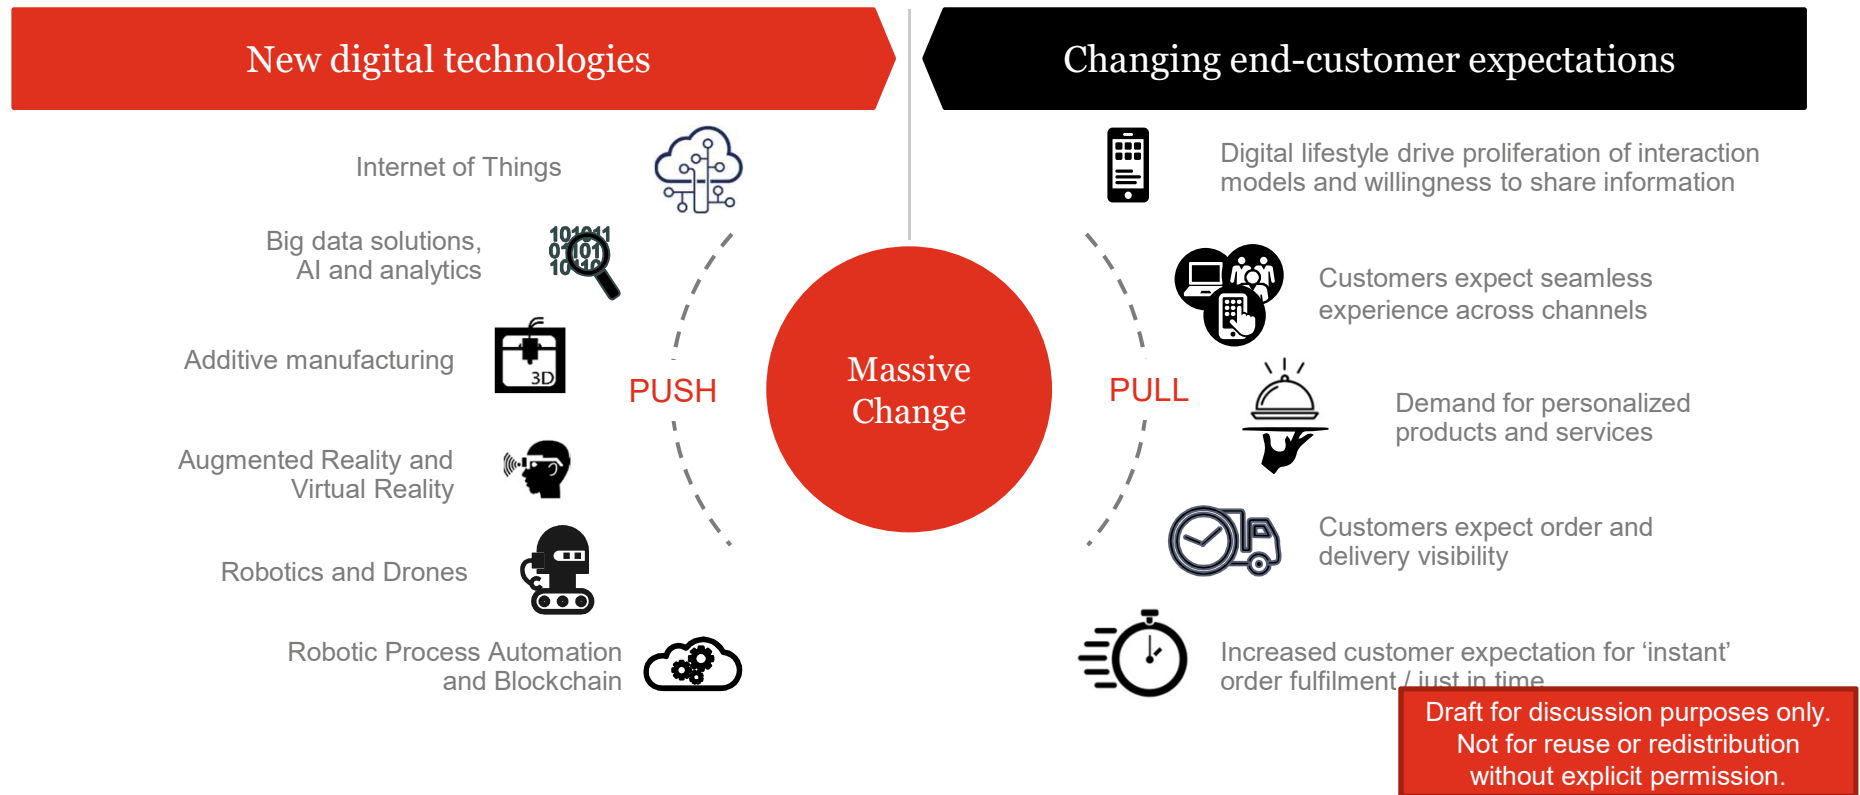 New digital technologies
Changing end-customer expectations
Internet of Things
Big data solutions,
AI and analytics
101011
01101
10110
Additive manufacturing
3D
Augmented Reality and
Virtual Reality
Robotics and Drones
Robotic Process Automation
and Blockchain
PUSH
Massive
Change
PULL
Digital lifestyle drive proliferation of interaction
models and willingness to share information
Customers expect seamless
experience across channels
Demand for personalized
products and services
Customers expect order and
delivery visibility
Increased customer expectation for ‘instant’
order fulfilment / just in time
Draft for discussion purposes only.
Not for reuse or redistribution
without explicit permission.